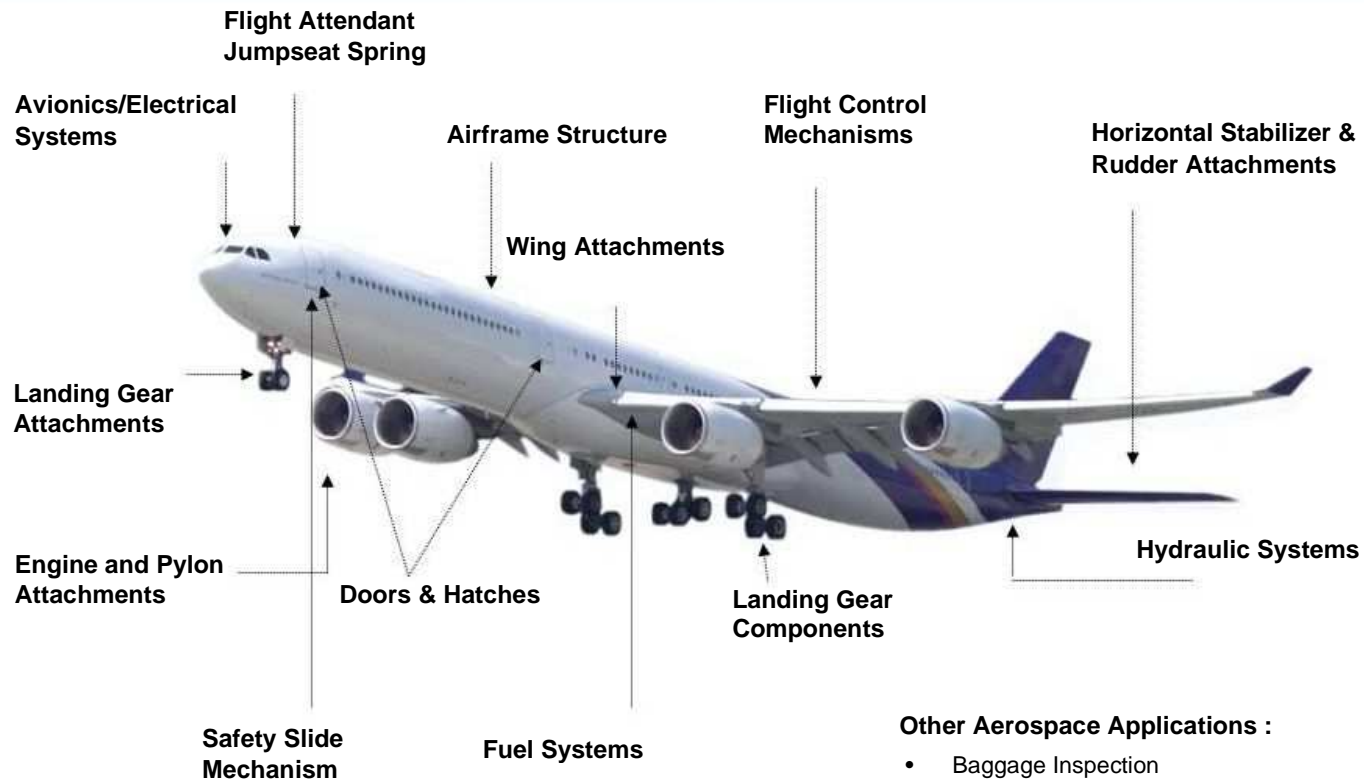 Flight Attendant
Jumpseat Spring
Avionics/Electrical
Systems
Airframe Structure
Flight Control
Mechanisms
Horizontal Stabilizer &
Rudder Attachments
Wing Attachments
Landing Gear
Attachments
Engine and Pylon
Attachments
Doors & Hatches
Landing Gear
Components
Hydraulic Systems
Safety Slide
Mechanism
Fuel Systems
Other Aerospace Applications :
• Baggage Inspection